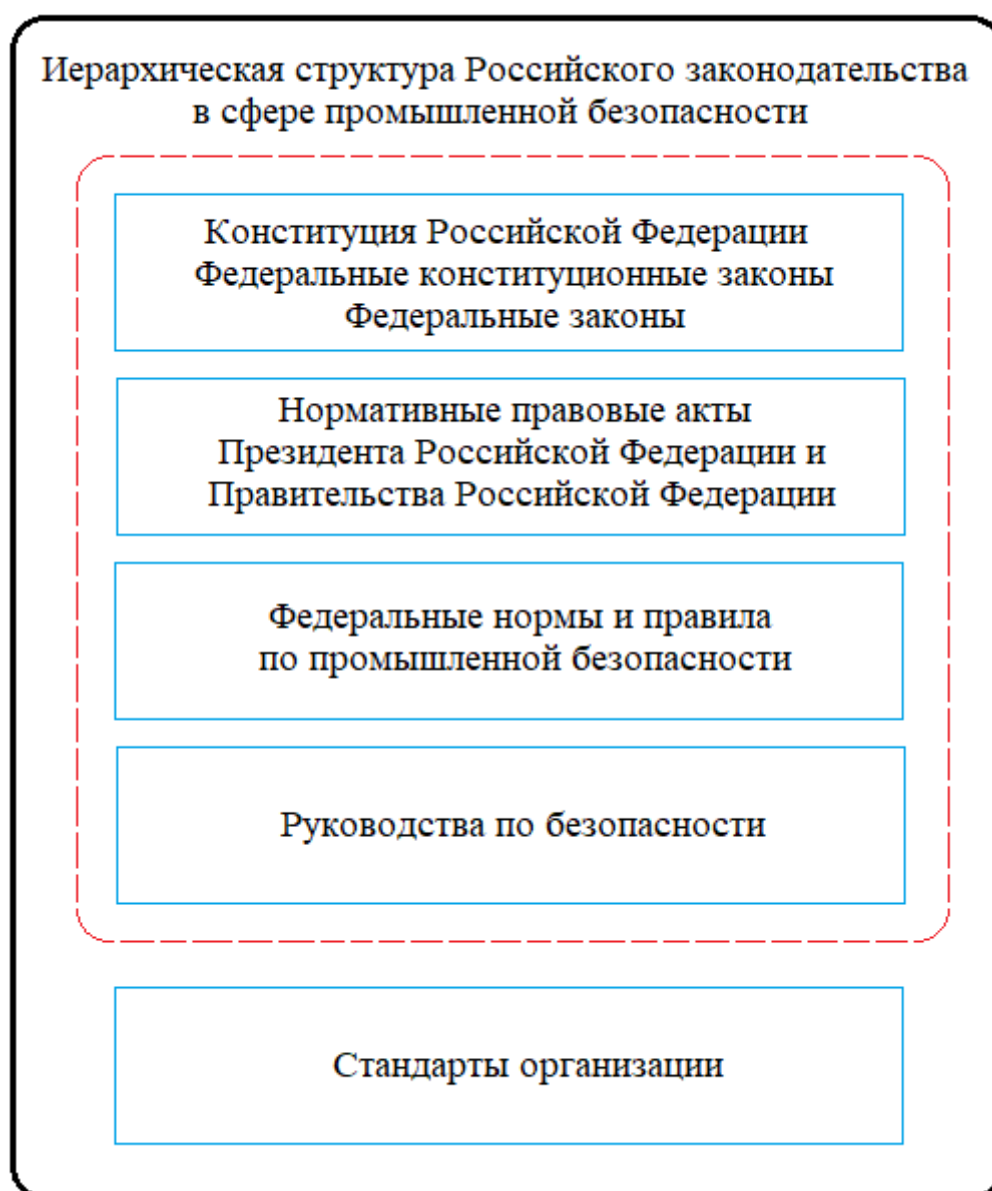 Иерархическая структура Российского законодательства
в сфере промышленной безопасности
Конституция Российской Федерации
Федеральные конституционные законы
Федеральные законы
Нормативные правовые акты
Президента Российской Федерации и
Правительства Российской Федерации
Федеральные нормы и правила
по промышленной безопасности
Руководства по безопасности
Стандарты организации